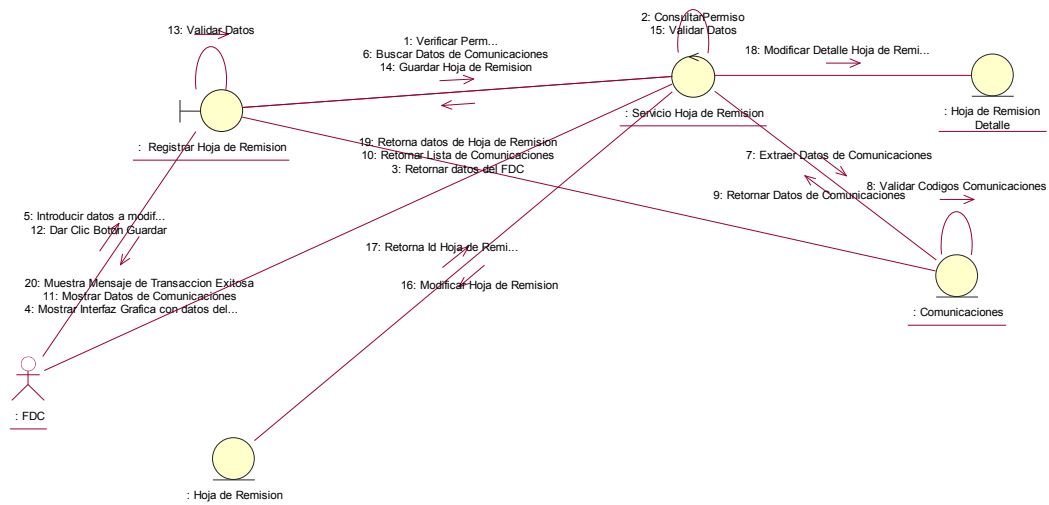 13: Validar Datos
1: Verificar Perm...
6: Buscar Datos de Comunicaciones
14: Guardar Hoja de Remision
2: ConsultarPermiso
15: Validar Datos
18: Modificar Detalle Hoja de Remi...
: Registrar Hoja de Remision
: Servicio Hoja de Remision
: Hoja de Remision
Detalle
19: Retorna datos de Hoja de Remision
10: Retornar Lista de Comunicaciones
3: Retornar datos del FDC
7: Extraer Datos de Comunicaciones
8: Validar Codigos Comunicaciones
9: Retornar Datos de Comunicaciones
5: Introducir datos a modif...
12: Dar Clic Botón Guardar
17: Retorna Id Hoja de Remi...
16: Modificar Hoja de Remision
20: Muestra Mensaje de Transaccion Exitosa
11: Mostrar Datos de Comunicaciones
4: Mostrar Interfaz Grafica con datos del...
: Comunicaciones
: FDC
: Hoja de Remision